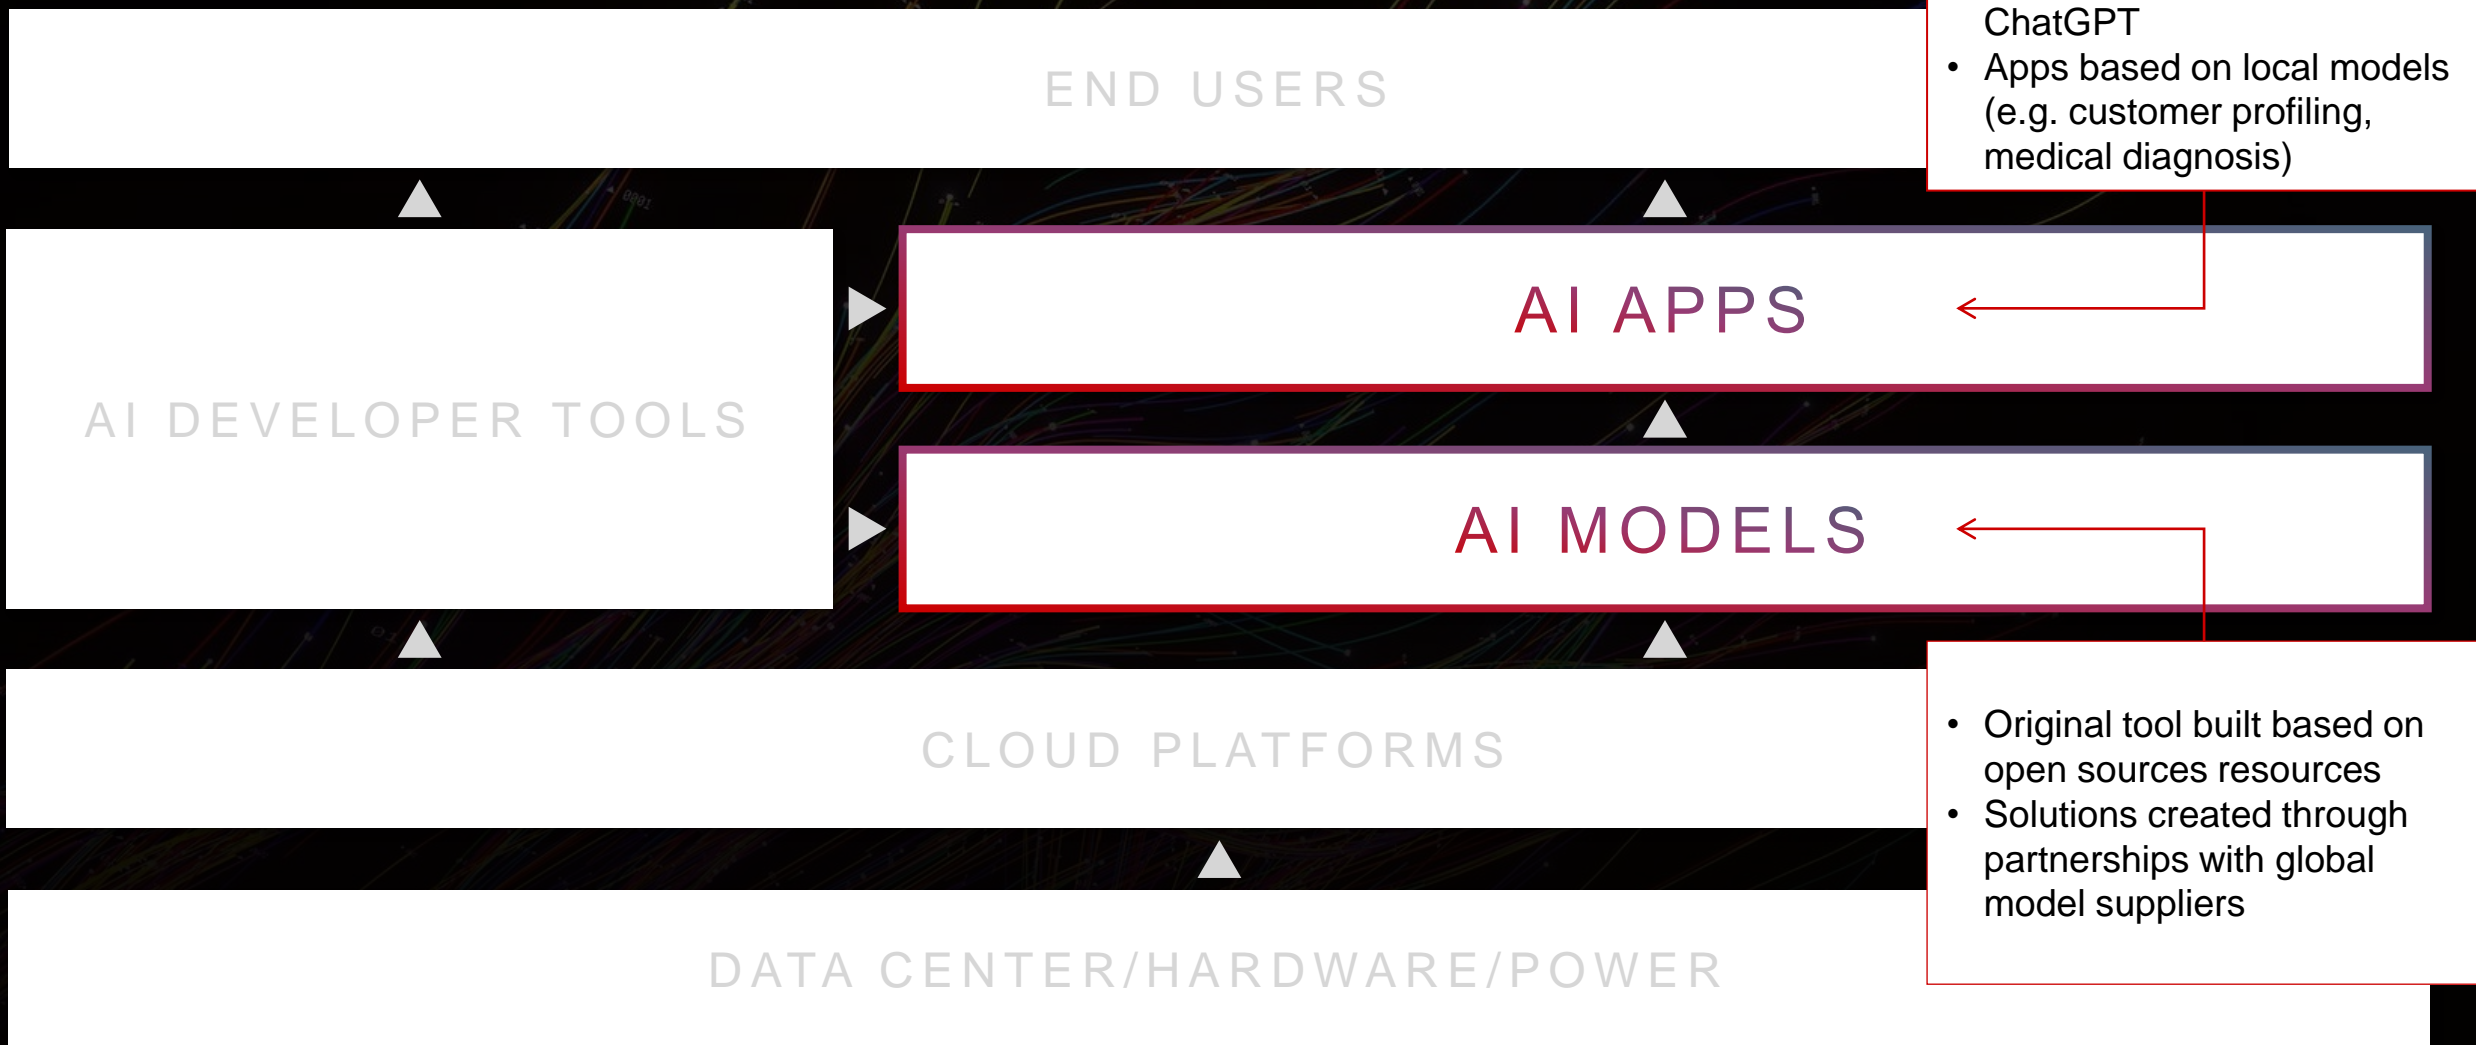 ChatGPT
• Apps based on local models
(e.g. customer profiling,
medical diagnosis)
END USERS
AI APPS
AI DEVELOPER TOOLS
AI MODELS
CLOUD PLATFORMS
• Original tool built based on
open sources resources
• Solutions created through
partnerships with global
model suppliers
DATA CENTER/HARDWARE/POWER
0001